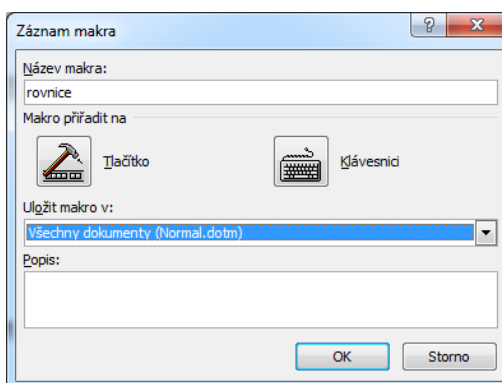 Záznam makra
Název makra:
rovnice
Makro přiřadit na
Tlačítko
Klávesnici
Uložit makro v:
Všechny dokumenty (Normal.dotm)
Popis:
OK
Storno